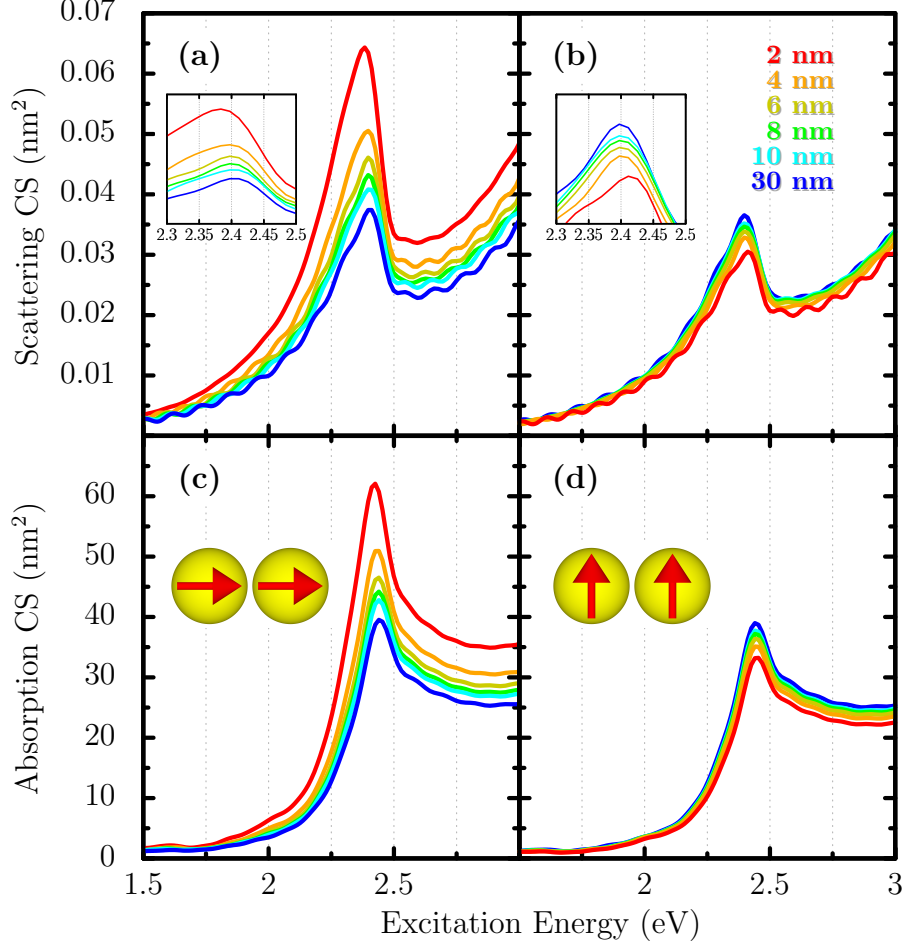 0.07
0.06
0.05
0.04
0.03
0.02
0.01
Scattering CS (nm²)
(a)
2.3 2.35 2.4 2.45 2.5
(b)
2.3 2.35 2.4 2.45 2.5
2 nm
4 nm
6 nm
8 nm
10 nm
30 nm
60
50
40
30
20
10
0
Absorption CS (nm²)
(c)
(d)
1.5 2 2.5 2 2.5 3
Excitation Energy (eV)